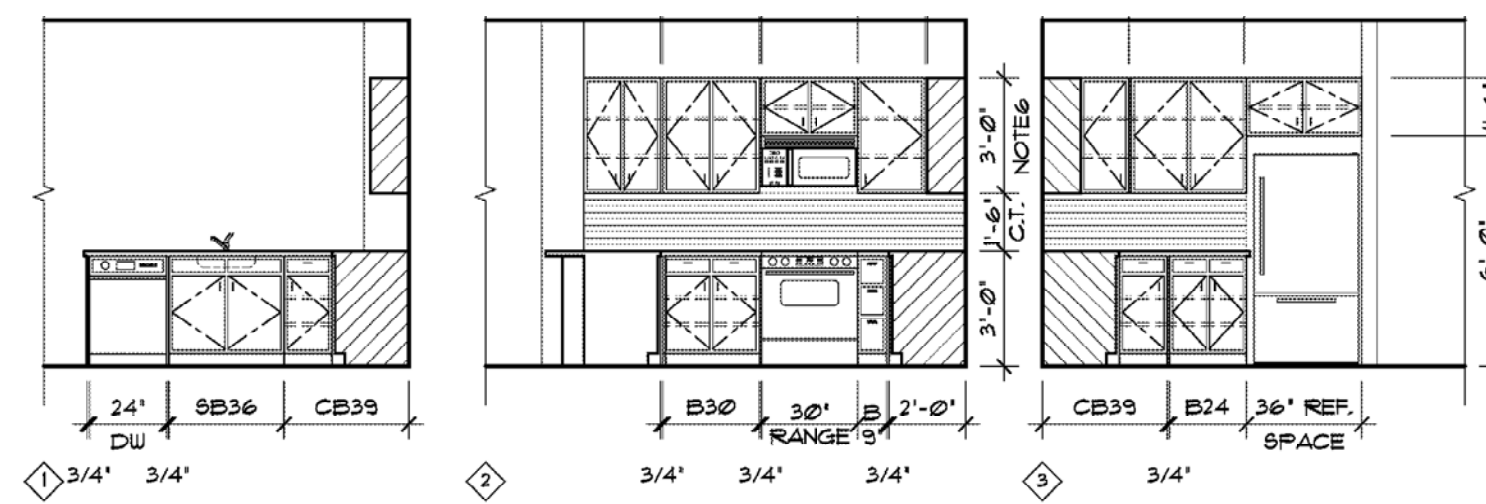 24" SB36 CB39
DW
3/4" 3/4"
1
3'-0" NOTE6
1'-6" C.T.
3'-0"
B30 30" B 2'-0"
RANGE 9"
3/4" 3/4" 3/4"
2
CB39 B24 36" REF.
SPACE
3/4"
3